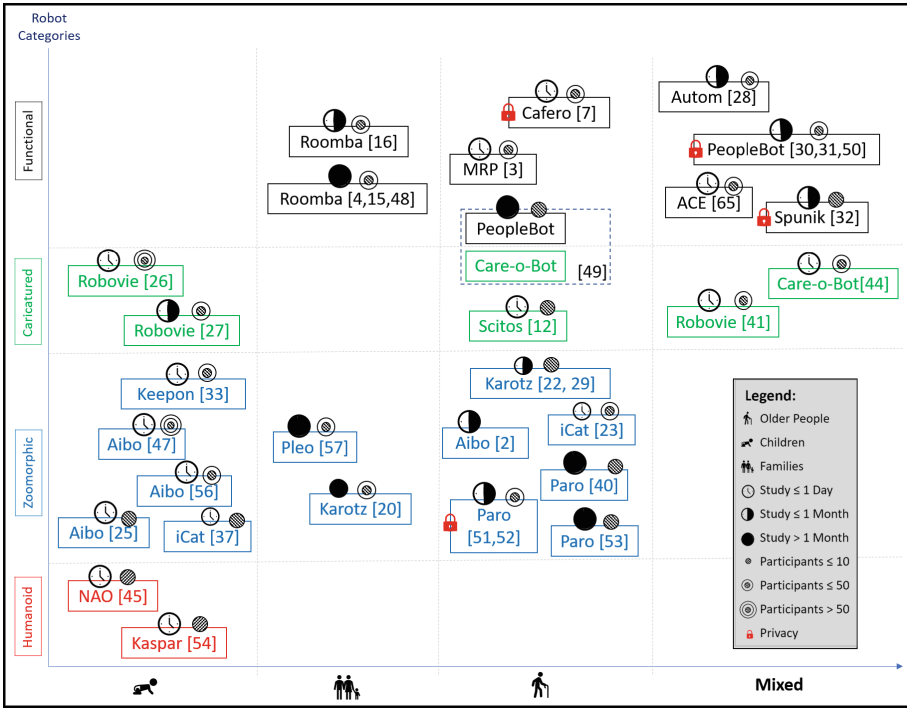 Robot
Categories
Functional
Roomba [16]
Roomba [4,15,48]
Cafero [7]
MRP [3]
PeopleBot
Care-o-Bot
[49]
Autom [28]
PeopleBot [30,31,50]
ACE [65]
Spunik [32]
Caricatured
Robovie [26]
Robovie [27]
Scitos [12]
Care-o-Bot[44]
Robovie [41]
Zoomorphic
Keepon [33]
Aibo [47]
Aibo [56]
Aibo [25]
iCat [37]
Pleo [57]
Karotz [20]
Karotz [22, 29]
Aibo [2]
iCat [23]
Paro [40]
Paro
[51,52]
Paro [53]
Humanoid
NAO [45]
Kaspar [54]
Legend:
Older People
Children
Families
Study ≤ 1 Day
Study ≤ 1 Month
Study > 1 Month
Participants ≤ 10
Participants ≤ 50
Participants > 50
Privacy
Mixed